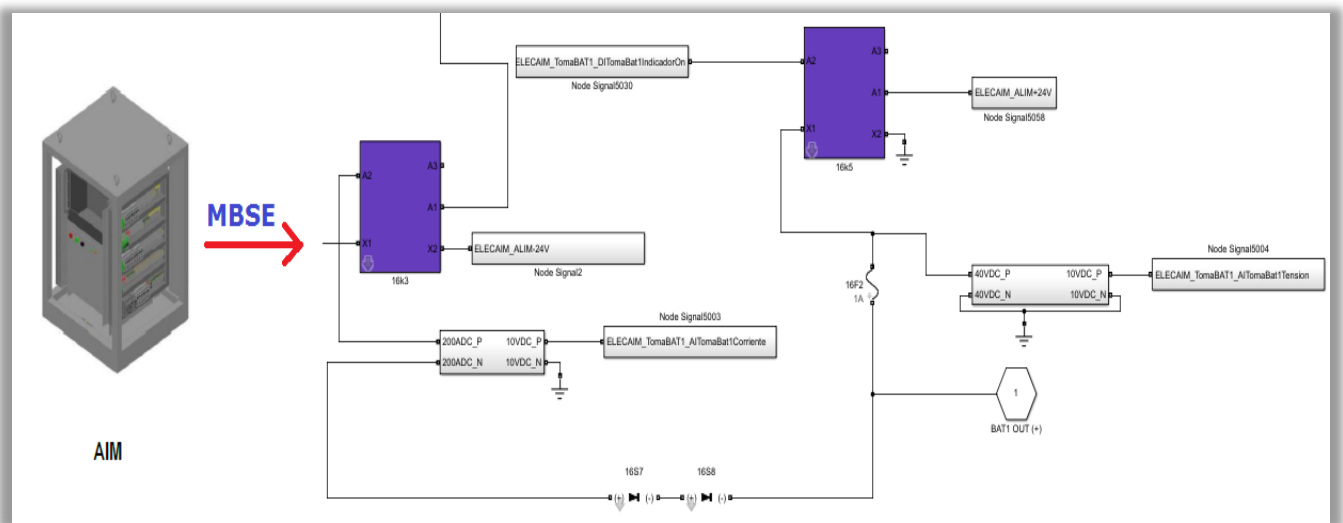 MBSE
AIM
ELECAIM_TomaBAT1_DITomaBat1IndicadorOn
Node Signal5030
A2
X1
A3
A1
X2
16k5
ELECAIM_ALIM+24V
Node Signal5058
A2
X1
A3
A1
X2
16k3
ELECAIM_ALIM-24V
Node Signal2
Node Signal5004
40VDC_P
40VDC_N
10VDC_P
10VDC_N
ELECAIM_TomaBAT1_AITomaBat1Tension
16F2
1A
Node Signal5003
200ADC_P
200ADC_N
10VDC_P
10VDC_N
ELECAIM_TomaBAT1_AITomaBat1Corriente
1
BAT1 OUT (+)
16S7
16S8
(+)
(-)
(+)
(-)